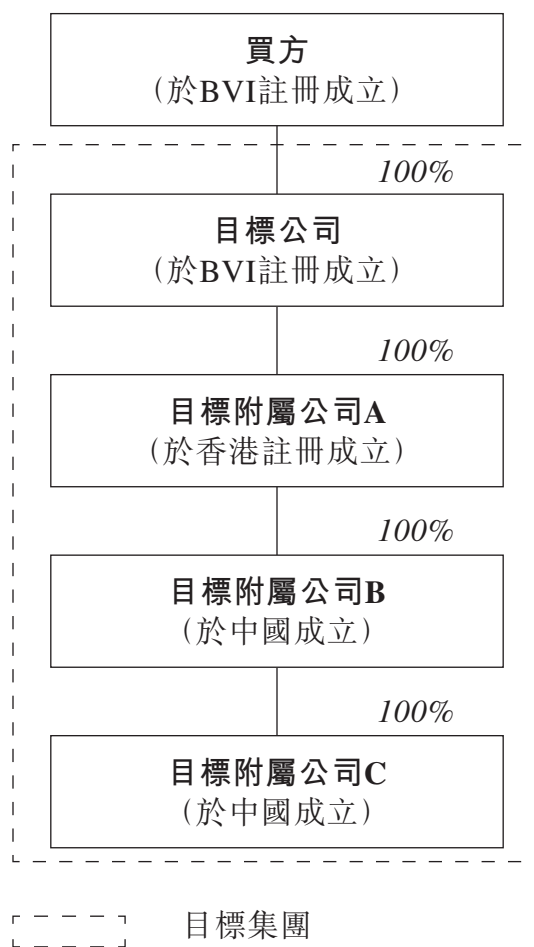 買方
（於BVI註冊成立）
100%
目標公司
（於BVI註冊成立）
100%
目標附屬公司A
（於香港註冊成立）
100%
目標附屬公司B
（於中國成立）
100%
目標附屬公司C
（於中國成立）
目標集團